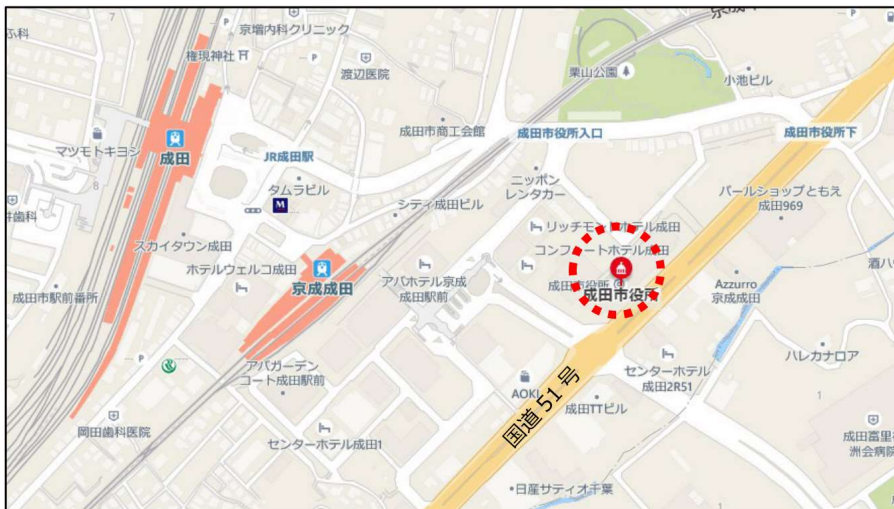 京増内科クリニック
権現神社
P
P
P
渡辺医院
栗山公園
小池ビル
成田市商工会館
成田市役所入口
成田市役所下
マツモトキヨシ
成田
JR成田駅
タムラビル
M
シティ成田ビル
ニッポン
レンタカー
パールショップともえ
成田969
リッチモンドホテル成田
コンフォートホテル成田
スカイタウン成田
ホテルウェルコ成田
京成成田
アパホテル京成
成田駅前
成田市役所
成田市役所
Azzurro
京成成田
成田市駅前番所
P
アパガーデン
コート成田駅前
AOKI
国道 51 号
センターホテル
成田2R51
ハレカナロア
成田TTビル
岡田歯科医院
センターホテル成田1
1
1
成田富里
洲会病院
日産サティオ千葉
7
8